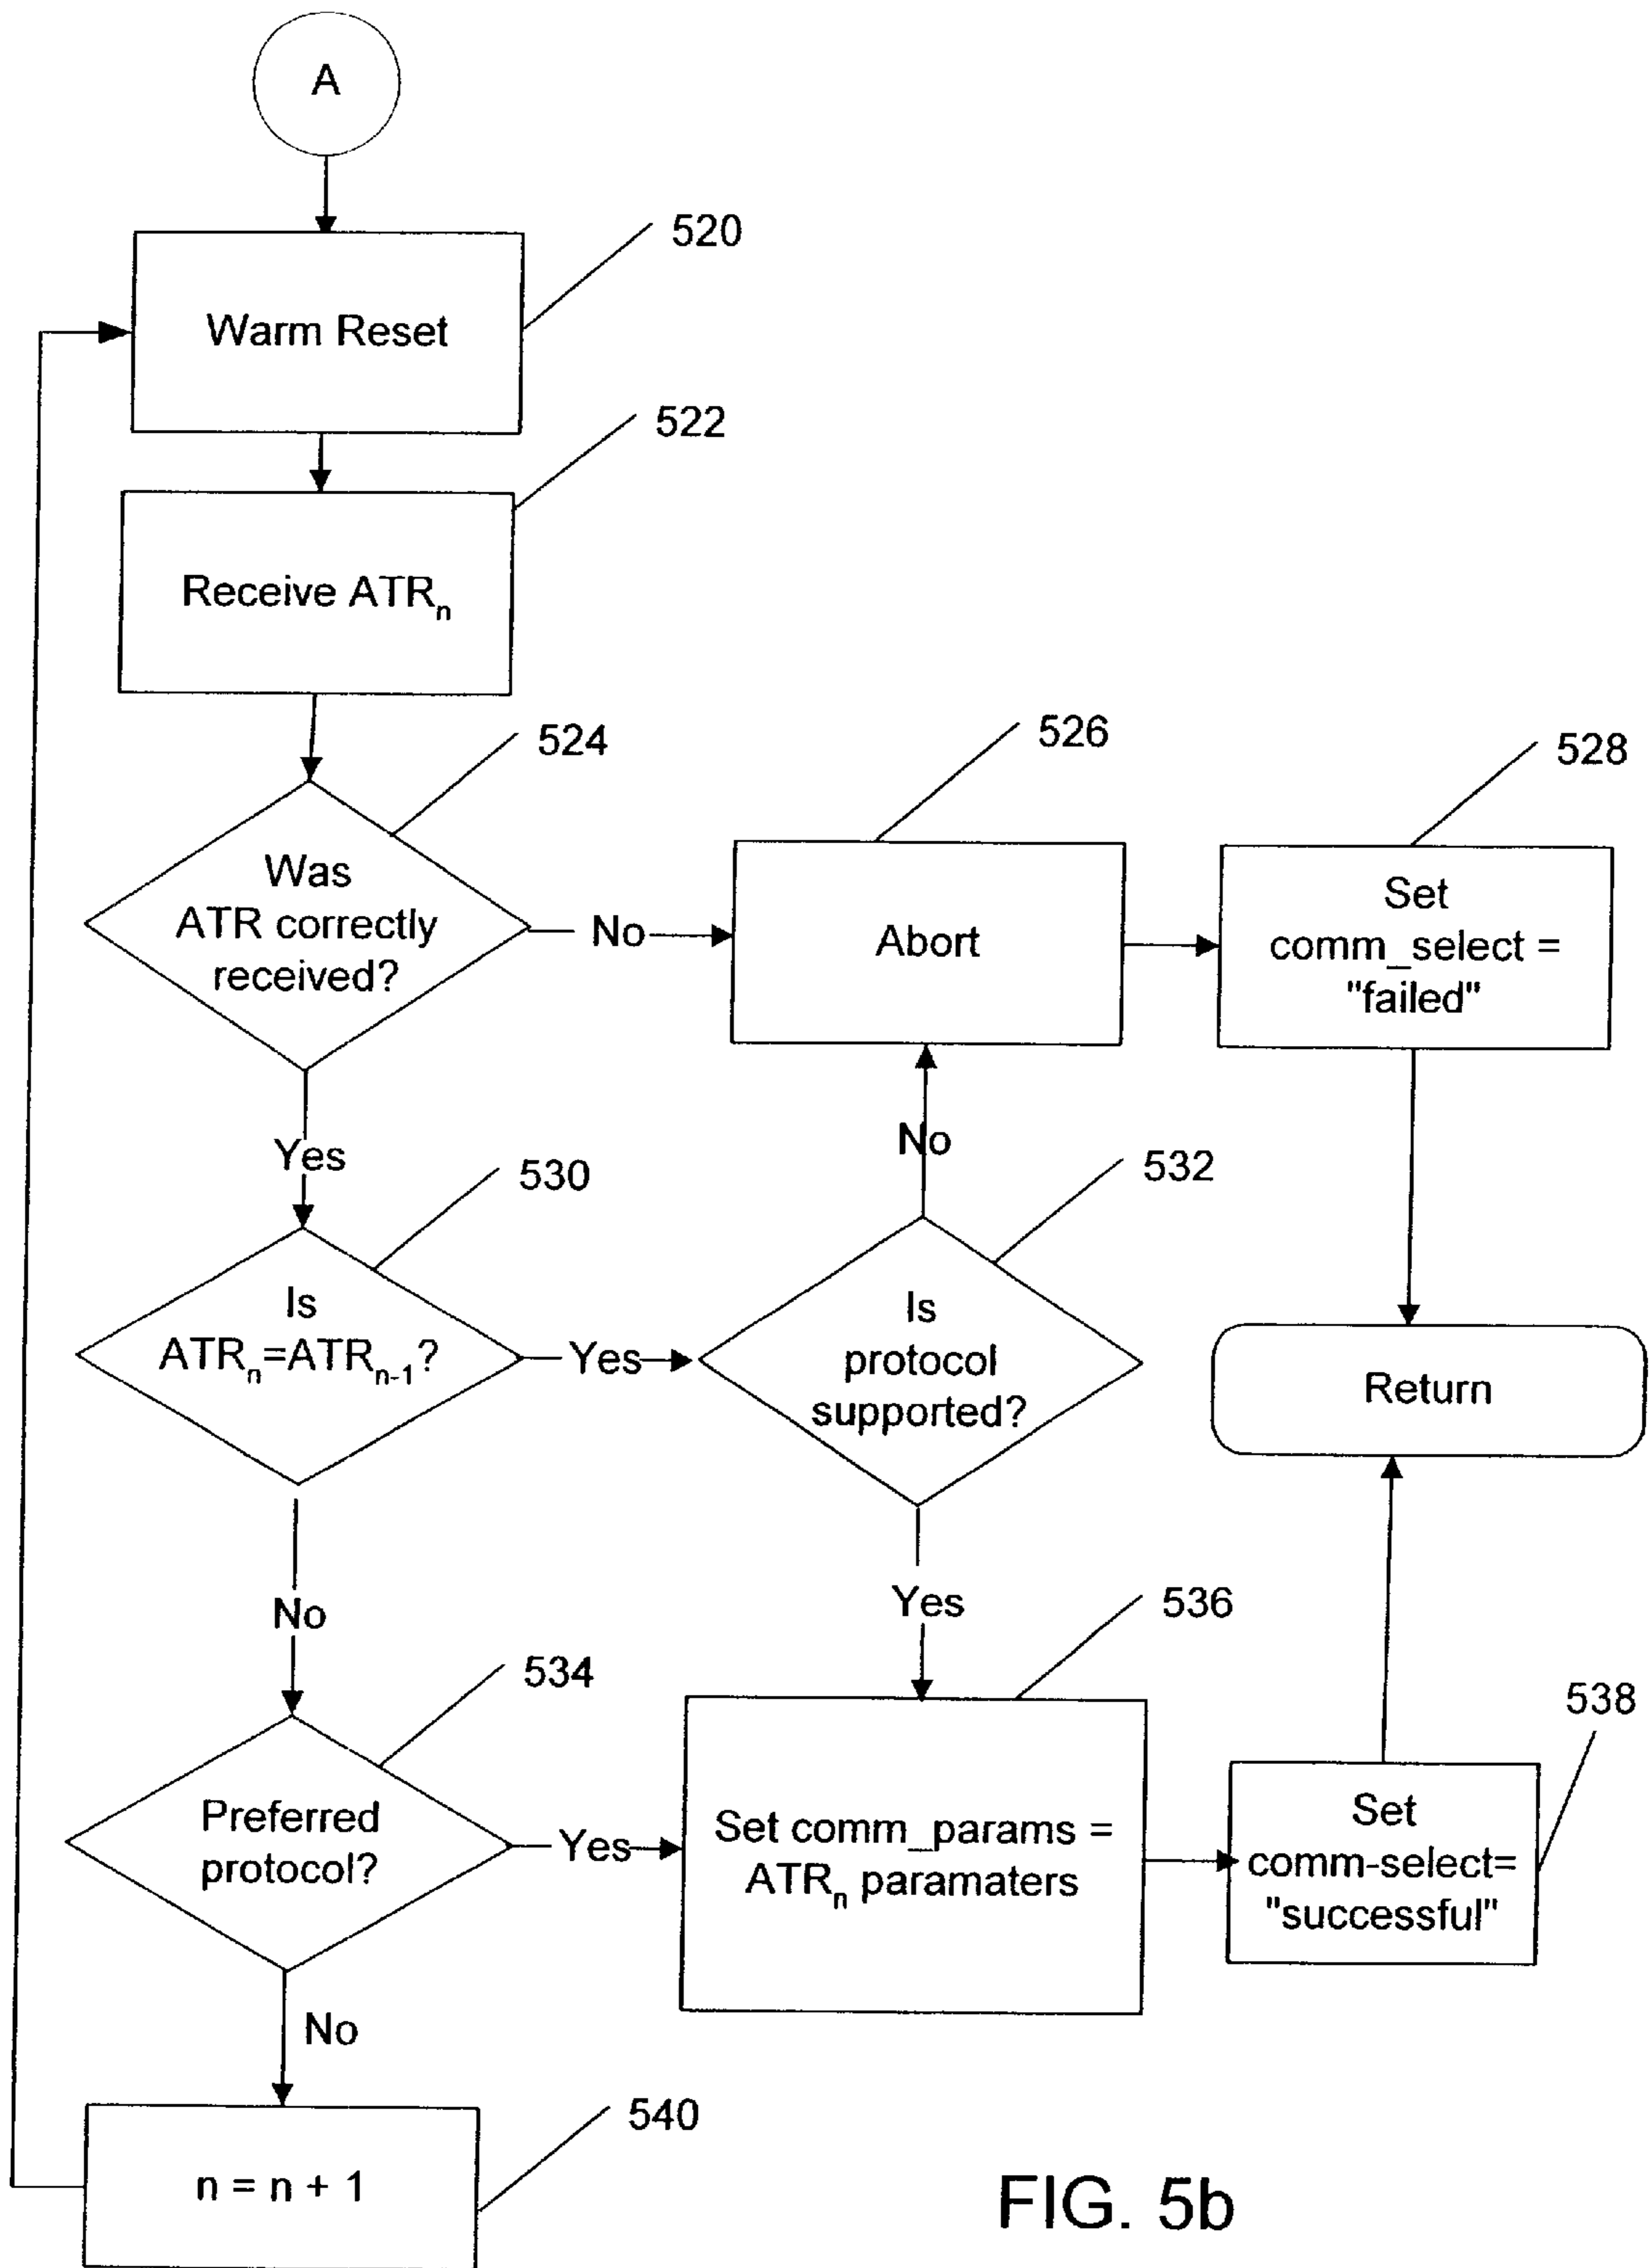 A
520
Warm Reset
522
Receive ATRn
524
Was
ATR correctly
received?
No
526
Abort
528
Set
comm_select =
"failed"
Yes
530
Is
ATRn=ATRn-1?
Yes
No
532
Is
protocol
supported?
Return
No
534
Preferred
protocol?
Yes
Yes
536
Set comm_params =
ATRn paramaters
538
Set
comm-select=
"successful"
No
540
n = n + 1
FIG. 5b